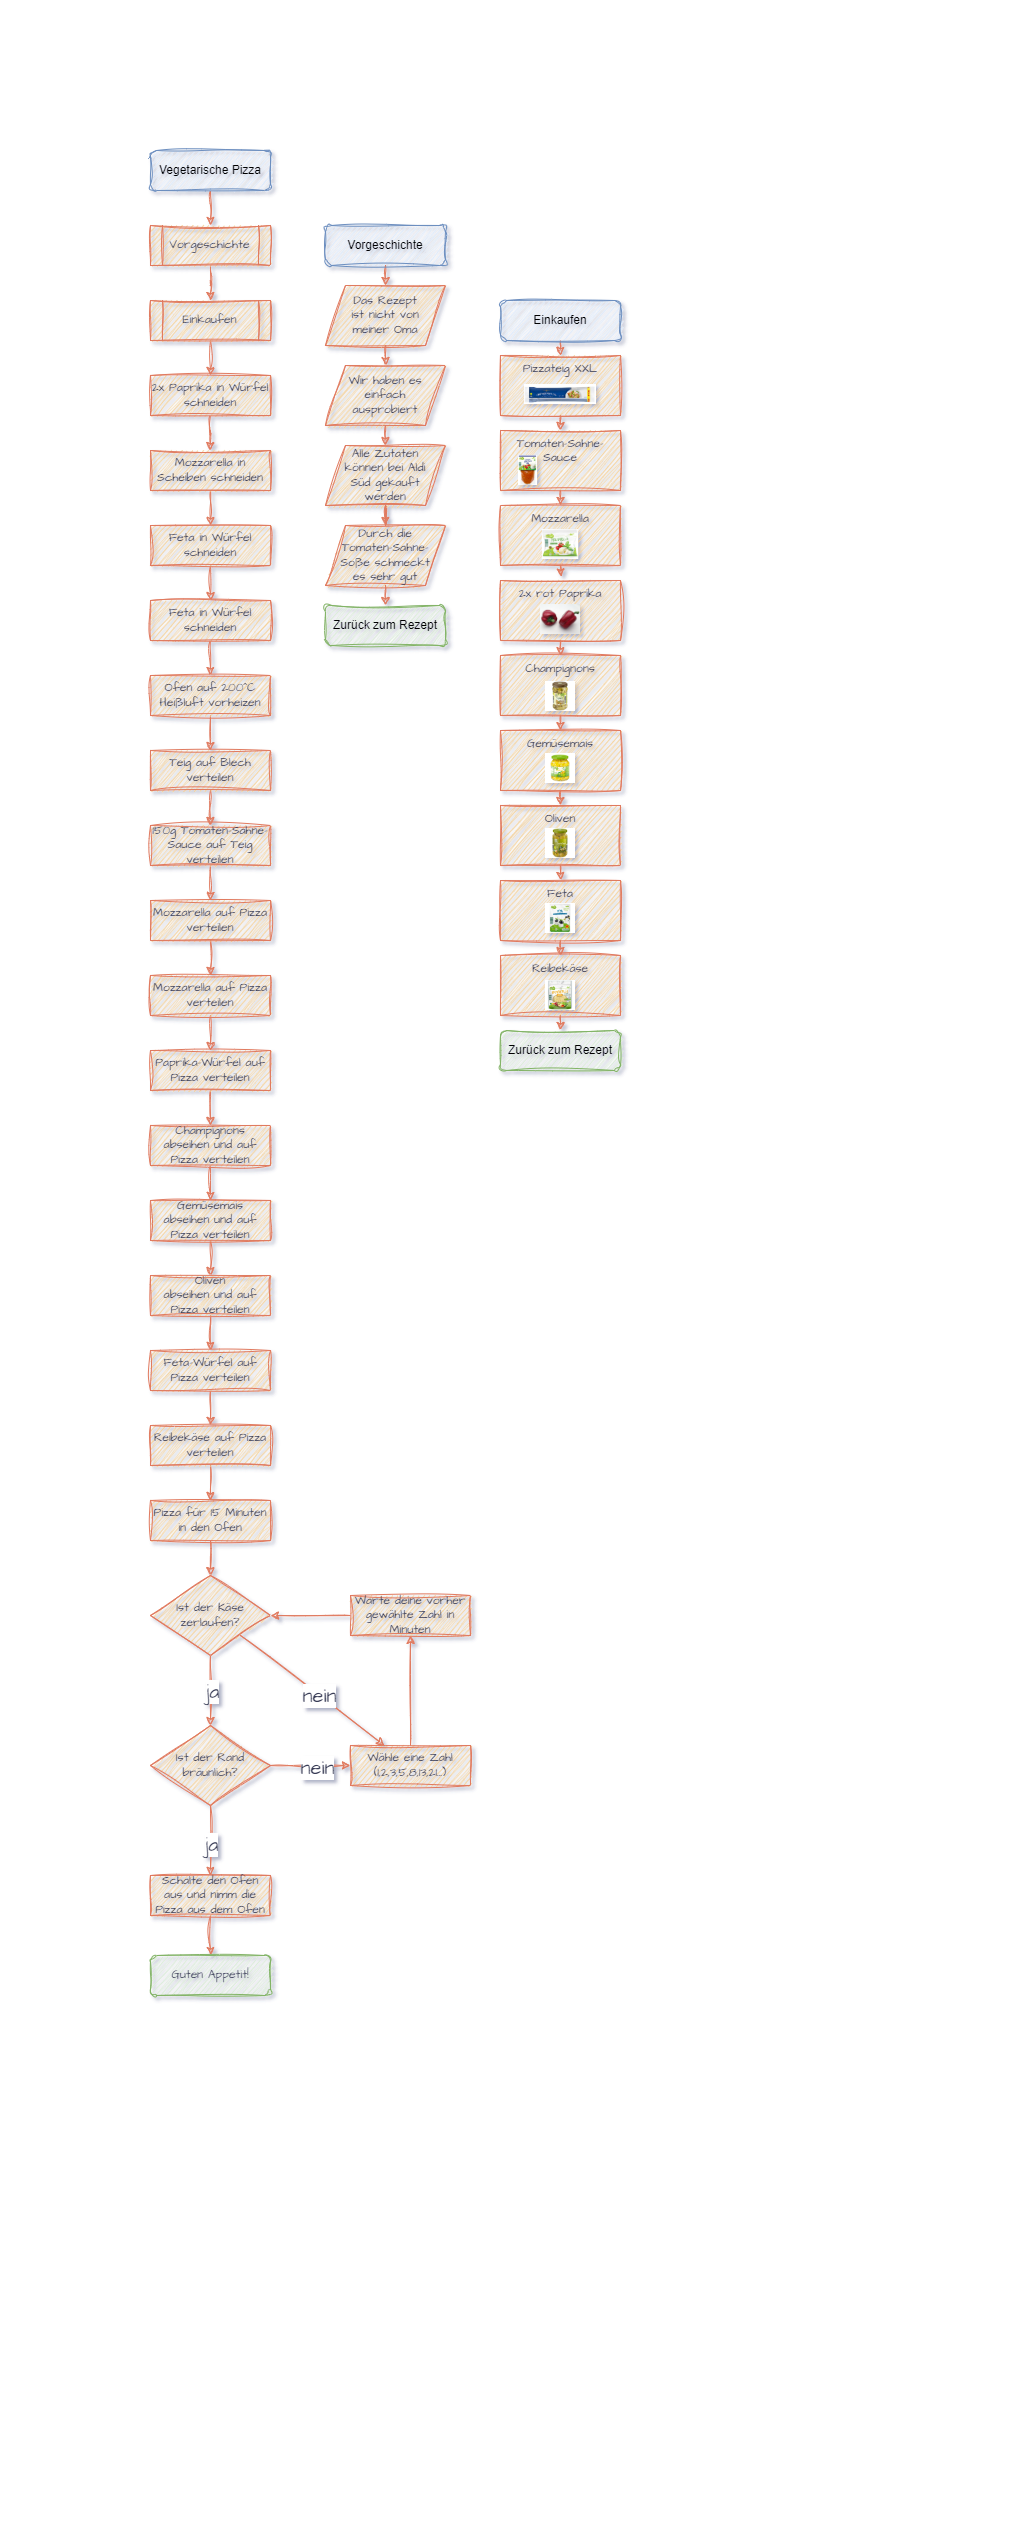 Vegetarische Pizza
Vorgeschichte
Einkaufen
2x Paprika in Würfel
schneiden
Mozzarella in
Scheiben schneiden
Feta in Würfel
schneiden
Feta in Würfel
schneiden
Ofen auf 200°C
Heißluft vorheizen
Teig auf Blech
verteilen
150g Tomaten-Sahne-
Sauce auf Teig
verteilen
Mozzarella auf Pizza
verteilen
Mozzarella auf Pizza
verteilen
Paprika-Würfel auf
Pizza verteilen
Champignons
abseihen und auf
Pizza verteilen
Gemüsemais
abseihen und auf
Pizza verteilen
Oliven
abseihen und auf
Pizza verteilen
Feta-Würfel auf
Pizza verteilen
Reibekäse auf Pizza
verteilen
Pizza für 15 Minuten
in den Ofen
Ist der Käse
zerlaufen?
ja
nein
Warte deine vorher
gewählte Zahl in
Minuten
Ist der Rand
bräunlich?
nein
Wähle eine Zahl
(1,2,3,5,8,13,21...)
ja
Schalte den Ofen
aus und nimm die
Pizza aus dem Ofen
Guten Appetit!
Vorgeschichte
Das Rezept
ist nicht von
meiner Oma
Wir haben es
einfach
ausprobiert
Alle Zutaten
können bei Aldi
Süd gekauft
werden
Durch die
Tomaten-Sahne-
Soße schmeckt
es sehr gut
Zurück zum Rezept
Einkaufen
Pizzateig XXL
Tomaten-Sahne-
Sauce
Mozzarella
2x rot Paprika
Champignons
Gemüsemais
Oliven
Feta
Reibekäse
Zurück zum Rezept